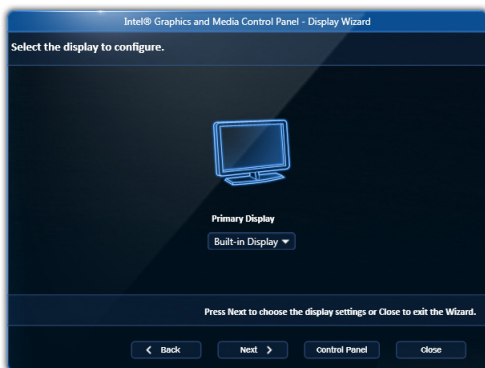 Intel® Graphics and Media Control Panel - Display Wizard
Select the display to configure.
Primary Display
Built-in Display
Press Next to choose the display settings or Close to exit the Wizard.
Back Next Control Panel Close